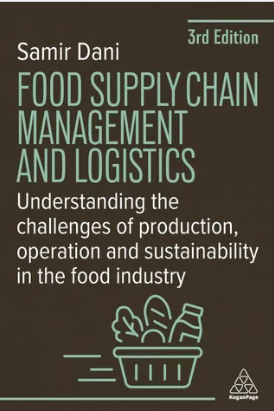 3rd Edition
Samir Dani
FOOD SUPPLY CHAIN
MANAGEMENT
AND LOGISTICS
Understanding the
challenges of production,
operation and sustainability
in the food industry
KoganPage